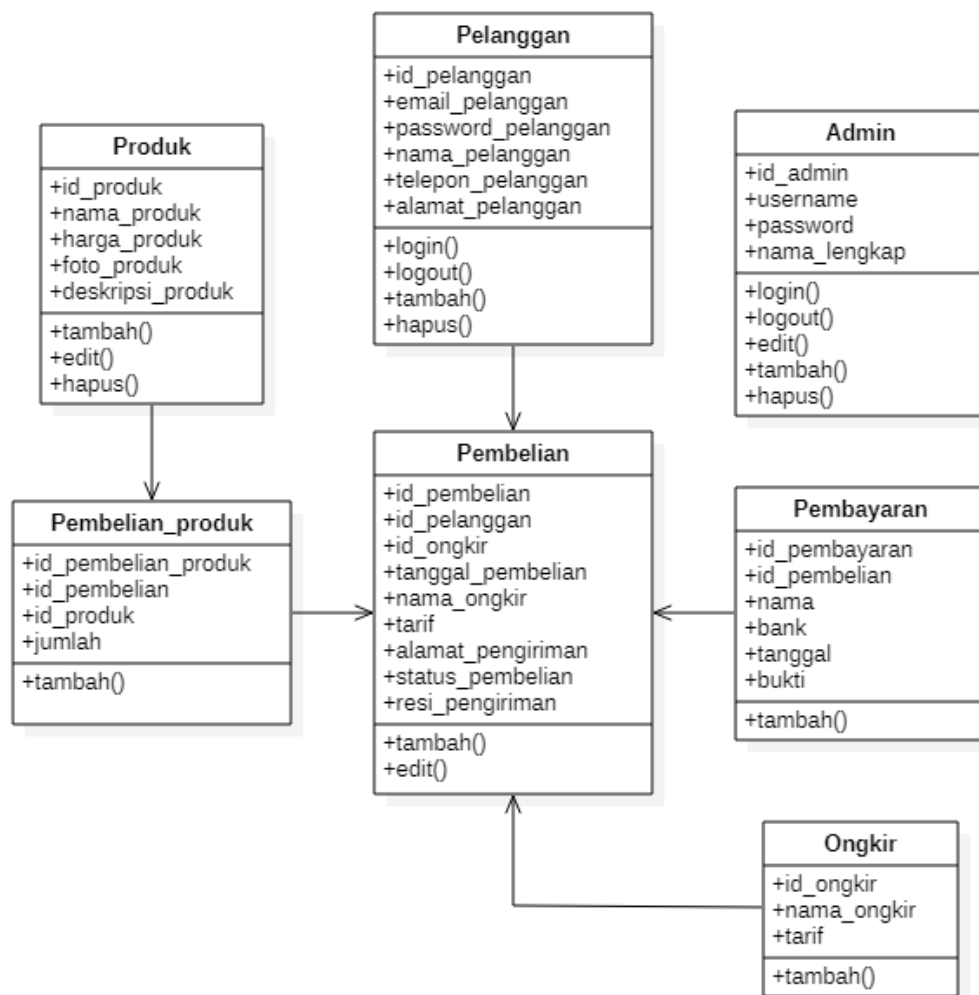 Pelanggan
+id_pelanggan
+email_pelanggan
+password_pelanggan
+nama_pelanggan
+telepon_pelanggan
+alamat_pelanggan
+login()
+logout()
+tambah()
+hapus()
Produk
+id_produk
+nama_produk
+harga_produk
+foto_produk
+deskripsi_produk
+tambah()
+edit()
+hapus()
Admin
+id_admin
+username
+password
+nama_lengkap
+login()
+logout()
+edit()
+tambah()
+hapus()
Pembelian_produk
+id_pembelian_produk
+id_pembelian
+id_produk
+jumlah
+tambah()
Pembelian
+id_pembelian
+id_pelanggan
+id_ongkir
+tanggal_pembelian
+nama_ongkir
+tarif
+alamat_pengiriman
+status_pembelian
+resi_pengiriman
+tambah()
+edit()
Pembayaran
+id_pembayaran
+id_pembelian
+nama
+bank
+tanggal
+bukti
+tambah()
Ongkir
+id_ongkir
+nama_ongkir
+tarif
+tambah()